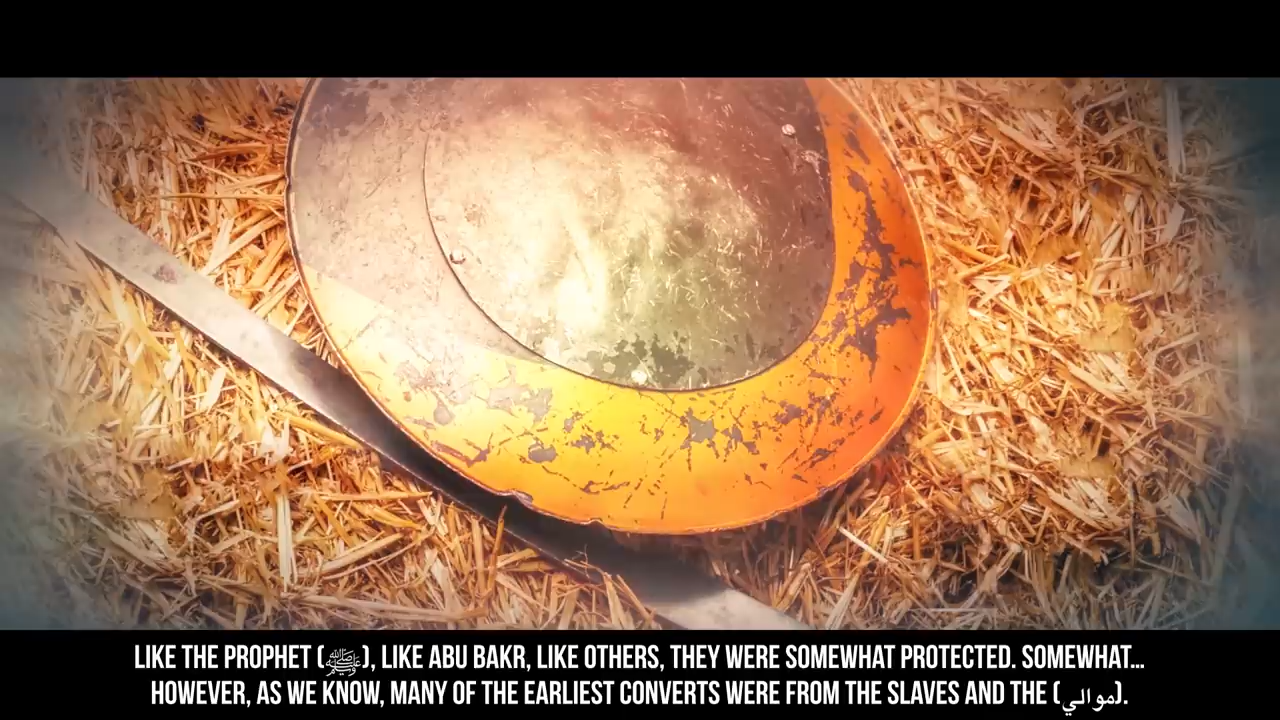 LIKE THE PROPHET (ﷺ), LIKE ABU BAKR, LIKE OTHERS, THEY WERE SOMEWHAT PROTECTED. SOMEWHAT...
HOWEVER, AS WE KNOW, MANY OF THE EARLIEST CONVERTS WERE FROM THE SLAVES AND THE (موالي).